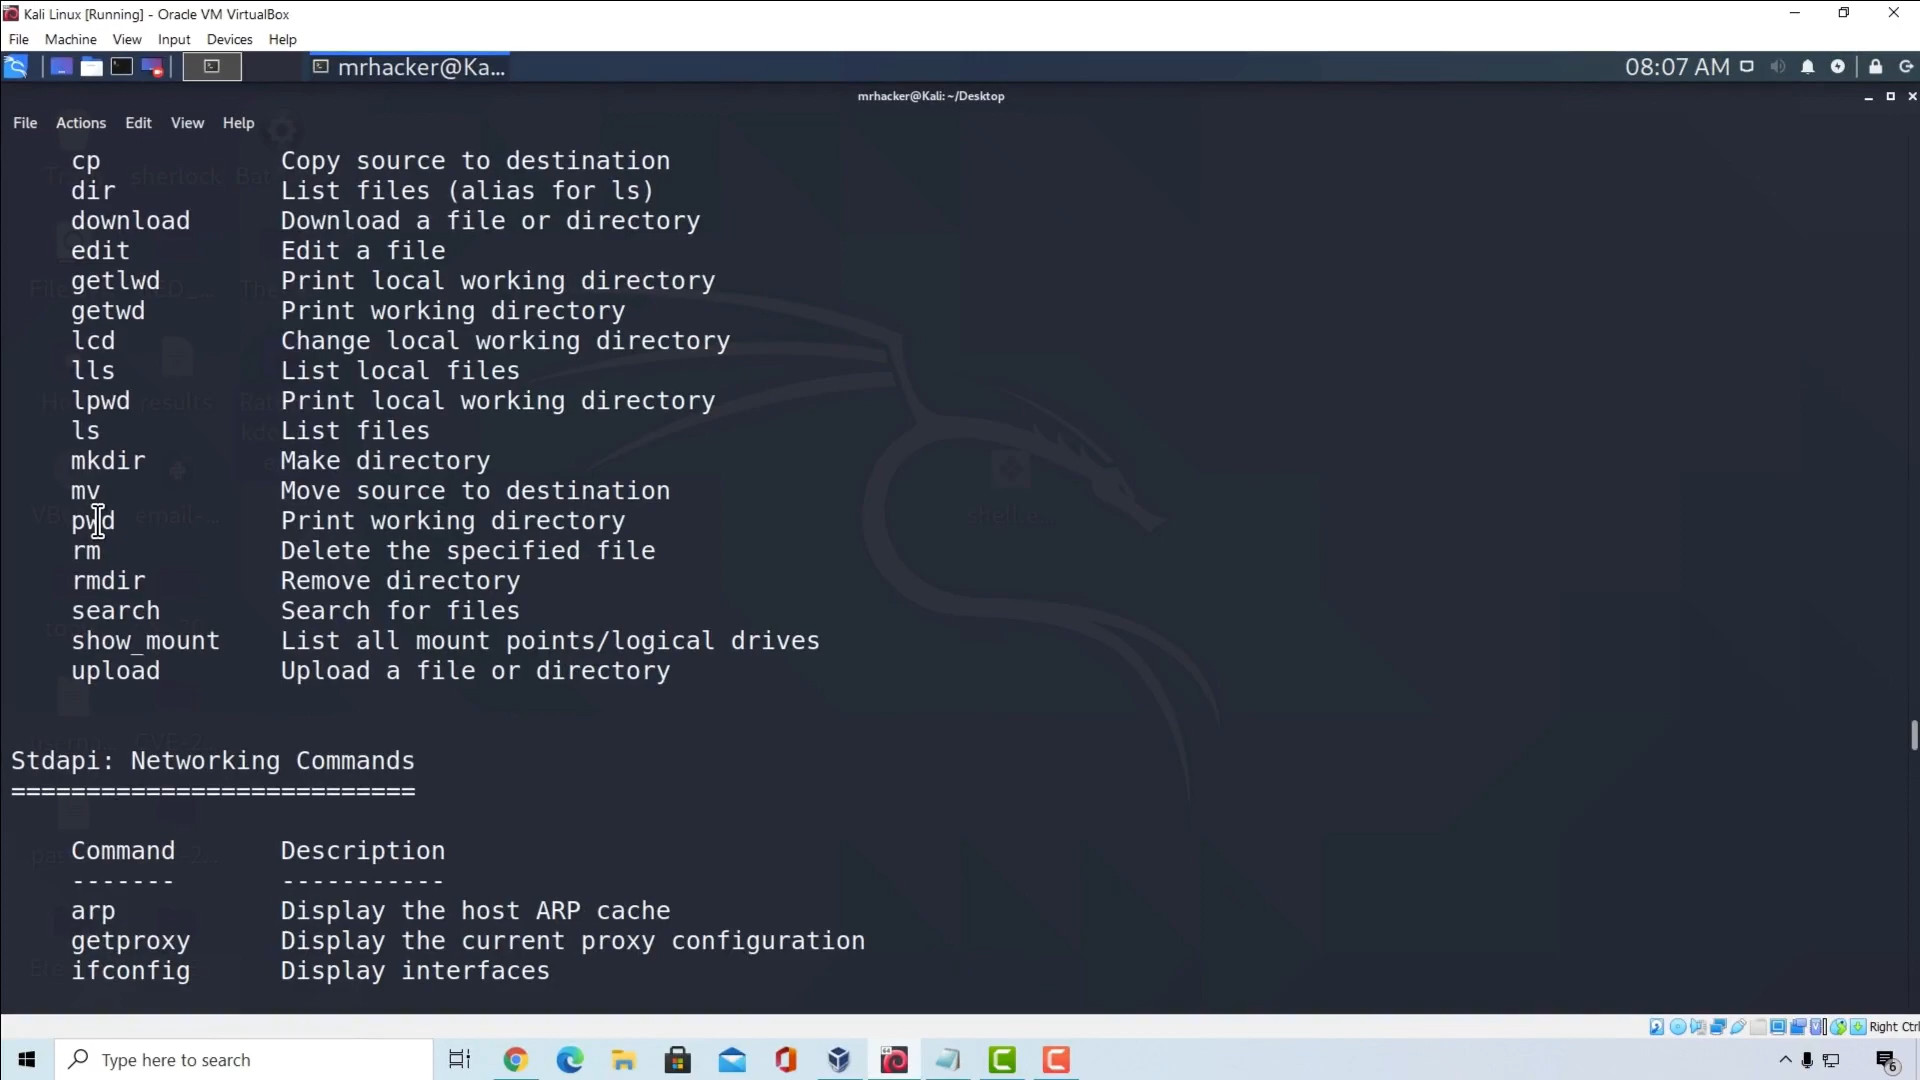 Kali Linux [Running] - Oracle VM VirtualBox
File Machine View Input Devices Help
mrhacker@Ka... 08:07 AM
mrhacker@Kali: ~/Desktop
File Actions Edit View Help
cp Copy source to destination
dir List files (alias for ls)
download Download a file or directory
edit Edit a file
getlwd Print local working directory
getwd Print working directory
lcd Change local working directory
lls List local files
lpwd Print local working directory
ls List files
mkdir Make directory
mv Move source to destination
pwd Print working directory
rm Delete the specified file
rmdir Remove directory
search Search for files
show_mount List all mount points/logical drives
upload Upload a file or directory
Stdapi: Networking Commands
===========================
Command Description
------- -----------
arp Display the host ARP cache
getproxy Display the current proxy configuration
ifconfig Display interfaces
Right Ctrl
Type here to search
6